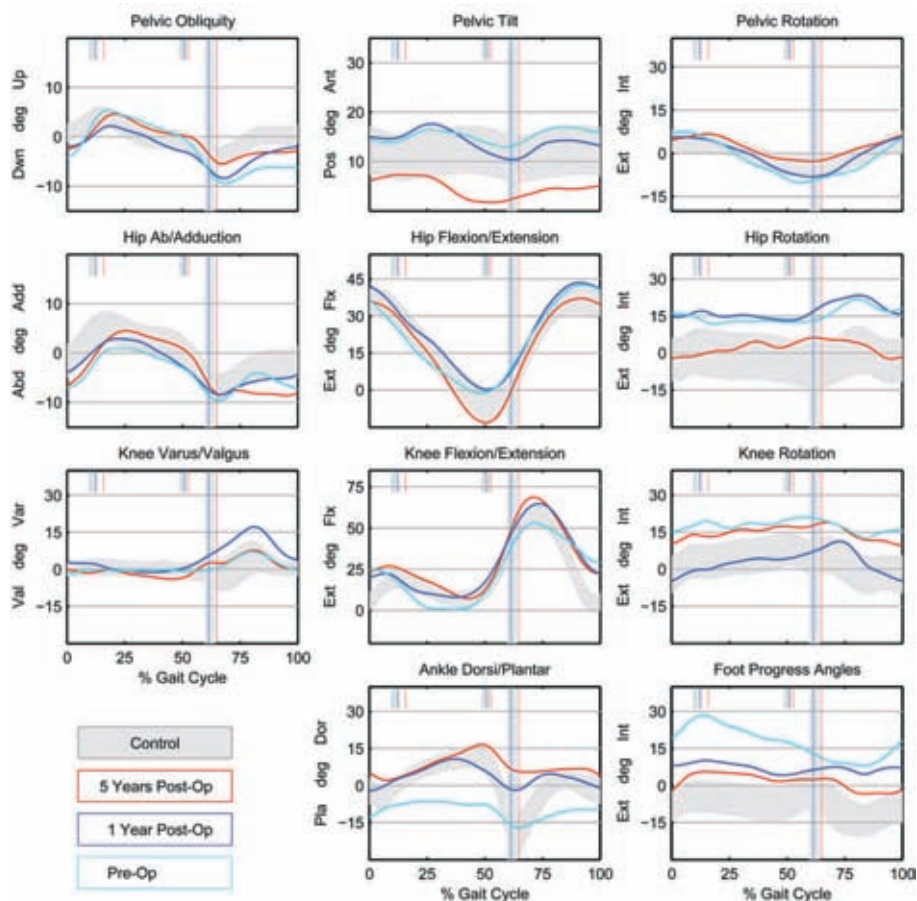 Pelvic Obliquity
Pelvic Tilt
Pelvic Rotation
Dwn deg Up
10
0
−10
Pos deg Ant
30
20
10
Ext deg Int
30
15
0
−15
Hip Ab/Adduction
Hip Flexion/Extension
Hip Rotation
Abd deg Add
10
0
−10
Ext deg Flx
45
30
15
0
Ext deg Int
30
15
0
−15
Knee Varus/Valgus
Knee Flexion/Extension
Knee Rotation
Val deg Var
30
15
0
−15
0 25 50 75 100
% Gait Cycle
Ext deg Flx
75
50
25
0
Ext deg Int
30
15
0
−15
Ankle Dorsi/Plantar
Foot Progress Angles
Pla deg Dor
30
15
0
−15
0 25 50 75 100
% Gait Cycle
Ext deg Int
30
15
0
−15
0 25 50 75 100
% Gait Cycle
Control
5 Years Post-Op
1 Year Post-Op
Pre-Op